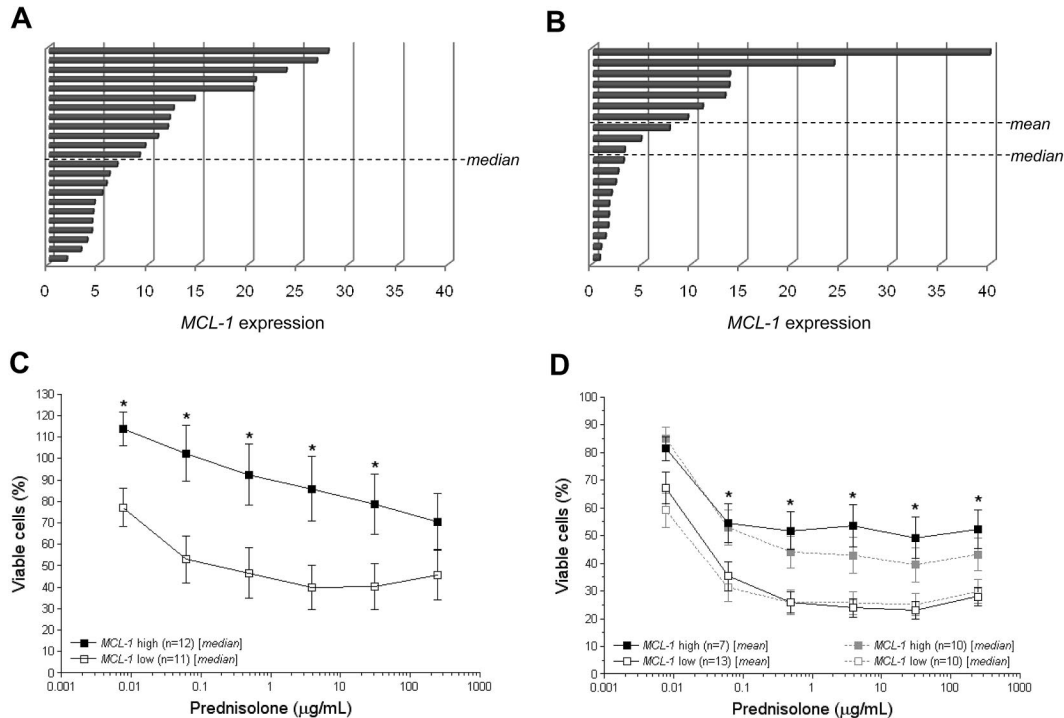 A
median
0 5 10 15 20 25 30 35 40
MCL-1 expression
B
mean
median
0 5 10 15 20 25 30 35 40
MCL-1 expression
C
130
120
110
100
90
80
70
60
50
40
30
20
10
0
Viable cells (%)
* * * * *
MCL-1 high (n=12) [median]
MCL-1 low (n=11) [median]
0.001 0.01 0.1 1 10 100 1000
Prednisolone (µg/mL)
D
100
90
80
70
60
50
40
30
20
10
0
Viable cells (%)
* * * * *
MCL-1 high (n=7) [mean] MCL-1 high (n=10) [median]
MCL-1 low (n=13) [mean] MCL-1 low (n=10) [median]
0.001 0.01 0.1 1 10 100 1000
Prednisolone (µg/mL)